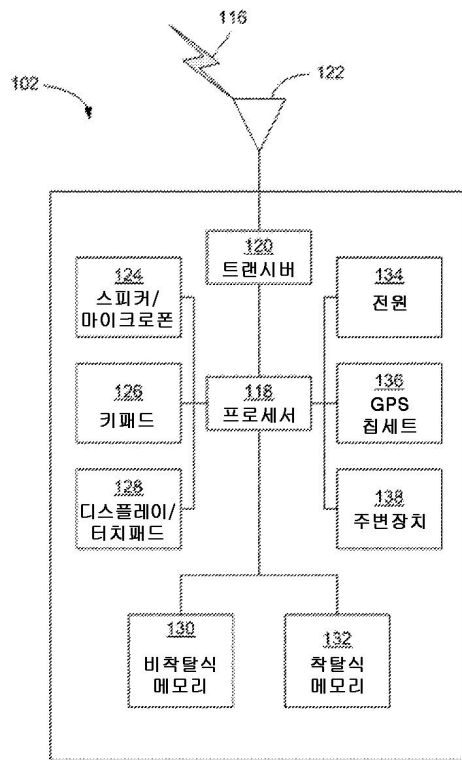 116
122
102
120
트랜시버
124
스피커/
마이크로폰
134
전원
126
키패드
118
프로세서
136
GPS
칩세트
128
디스플레이/
터치패드
138
주변장치
130
비착탈식
메모리
132
착탈식
메모리